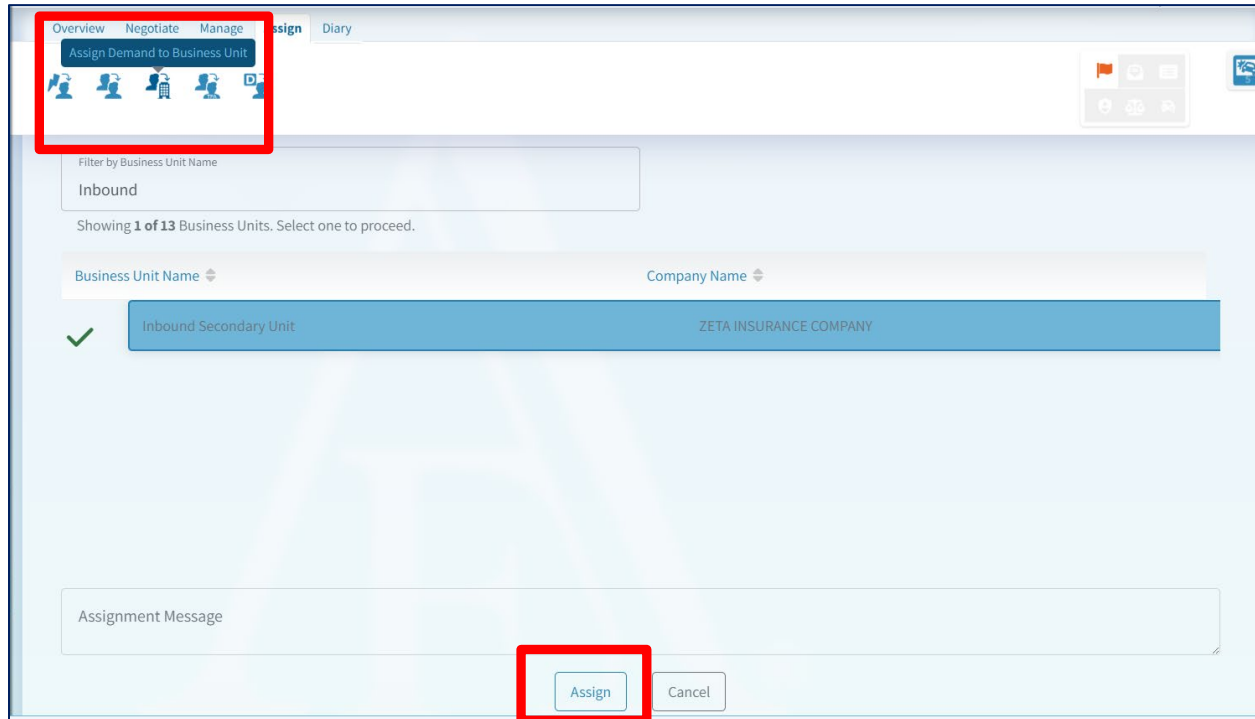 Overview Negotiate Manage Assign Diary
Assign Demand to Business Unit
D
Filter by Business Unit Name
Inbound
Showing 1 of 13 Business Units. Select one to proceed.
Business Unit Name Company Name
Inbound Secondary Unit ZETA INSURANCE COMPANY
Assignment Message
Assign Cancel